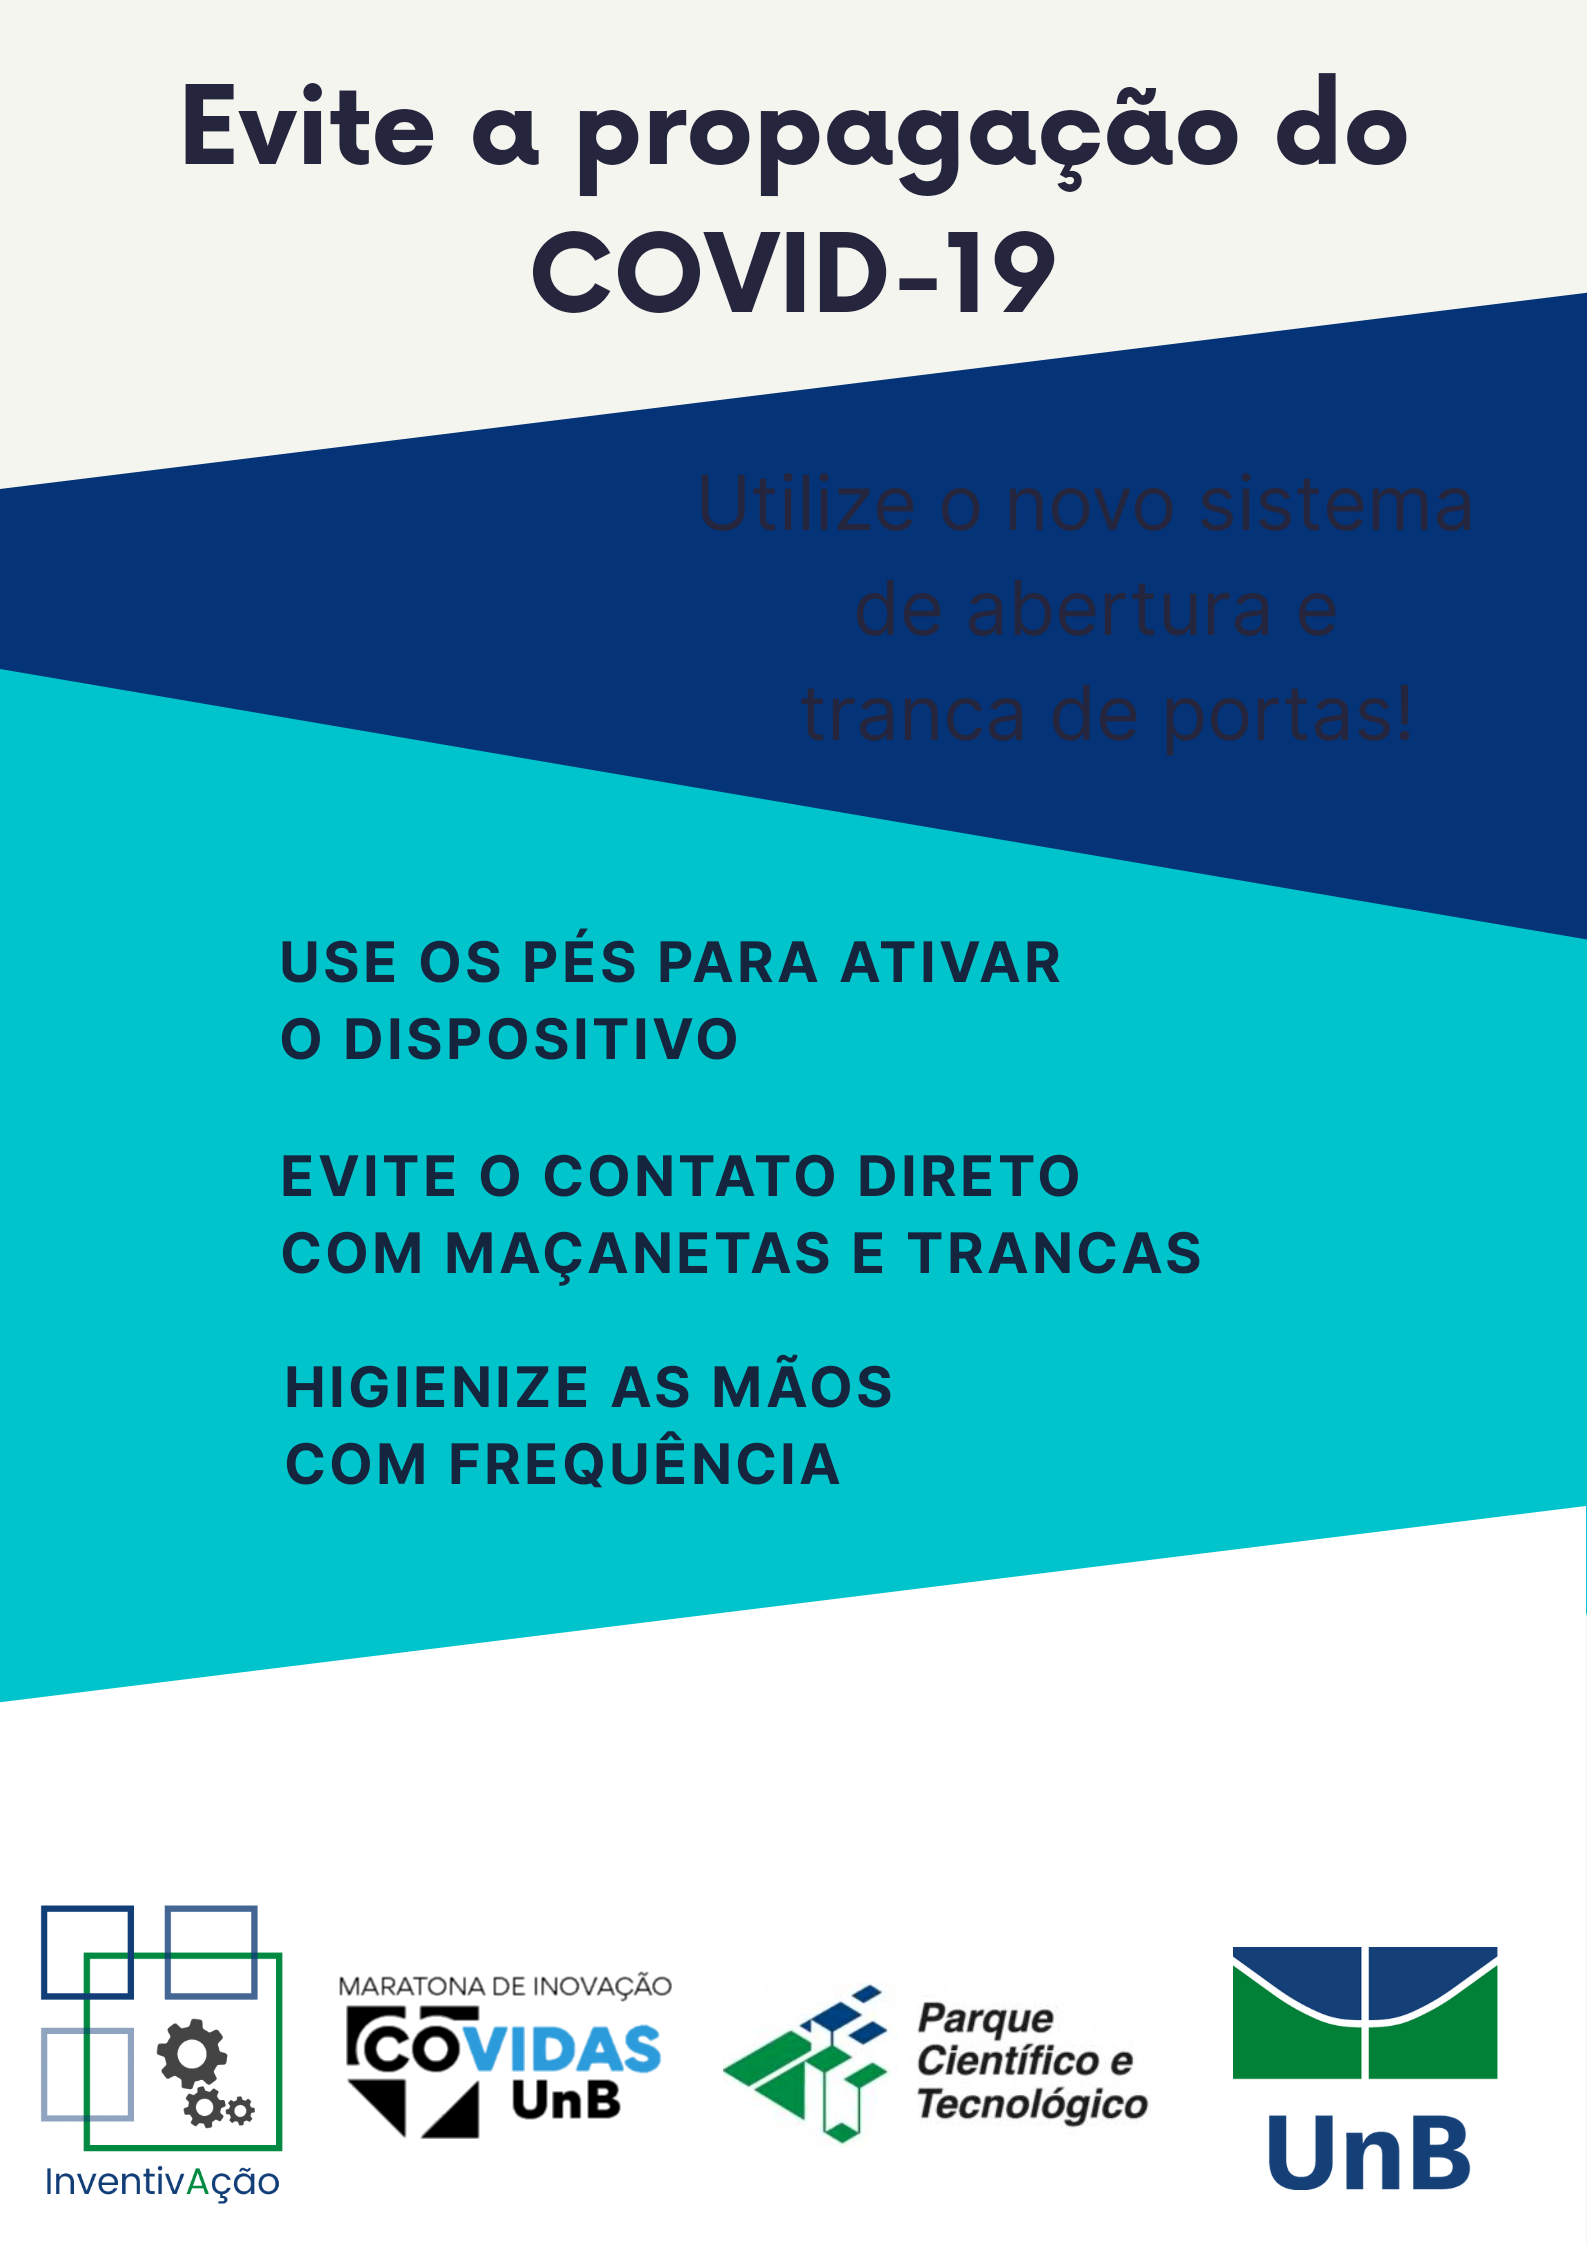 Evite a propagação do
COVID-19
Utilize o novo sistema
de abertura e
tranca de portas!
USE OS PÉS PARA ATIVAR
O DISPOSITIVO
EVITE O CONTATO DIRETO
COM MAÇANETAS E TRANCAS
HIGIENIZE AS MÃOS
COM FREQUÊNCIA
InventivAção
MARATONA DE INOVAÇÃO
COVIDAS
UnB
Parque
Científico e
Tecnológico
UnB